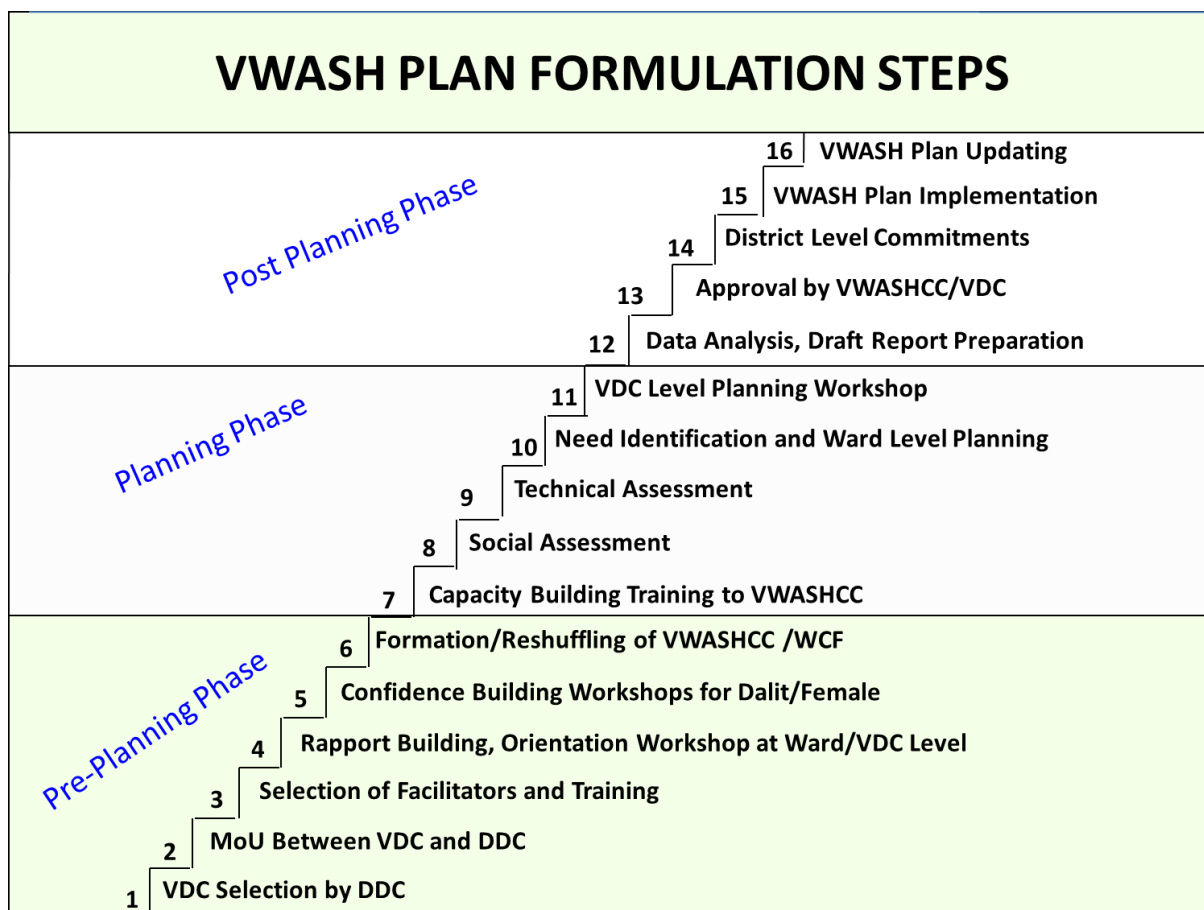 VWASH PLAN FORMULATION STEPS
16 VWASH Plan Updating
15 VWASH Plan Implementation
Post Planning Phase
14 District Level Commitments
13 Approval by VWASHCC/VDC
12 Data Analysis, Draft Report Preparation
11 VDC Level Planning Workshop
Planning Phase
10 Need Identification and Ward Level Planning
9 Technical Assessment
8 Social Assessment
7 Capacity Building Training to VWASHCC
6 Formation/Reshuffling of VWASHCC /WCF
Pre-Planning Phase
5 Confidence Building Workshops for Dalit/Female
4 Rapport Building, Orientation Workshop at Ward/VDC Level
3 Selection of Facilitators and Training
2 MoU Between VDC and DDC
1 VDC Selection by DDC